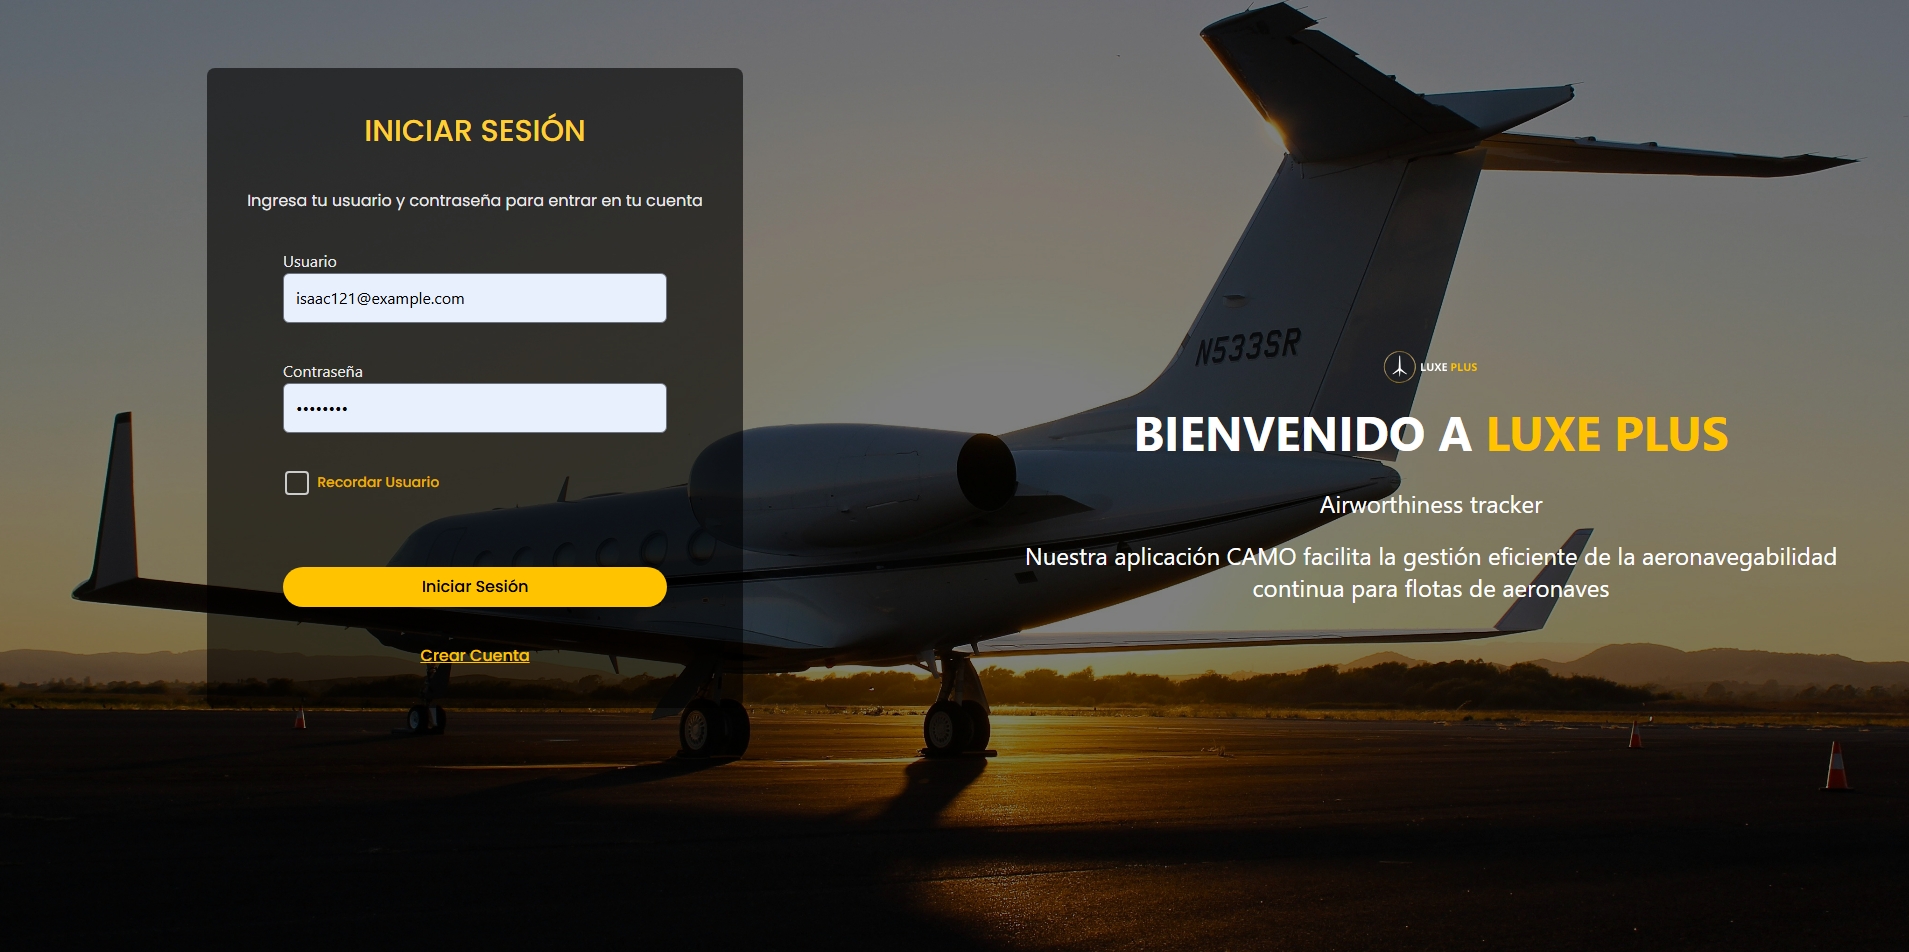 INICIAR SESIÓN
Ingresa tu usuario y contraseña para entrar en tu cuenta
Usuario
isaac121@example.com
Contraseña
••••••••
Recordar Usuario
Iniciar Sesión
Crear Cuenta
N533SR
LUXE PLUS
BIENVENIDO A LUXE PLUS
Airworthiness tracker
Nuestra aplicación CAMO facilita la gestión eficiente de la aeronavegabilidad
continua para flotas de aeronaves